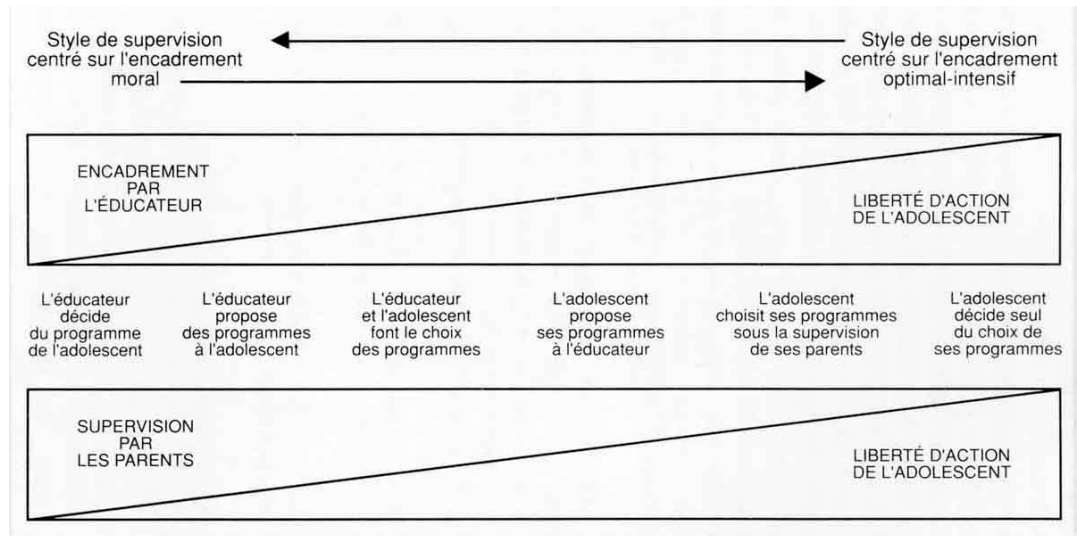 Style de supervision
centré sur l'encadrement
moral
Style de supervision
centré sur l'encadrement
optimal-intensif
ENCADREMENT
PAR
L'ÉDUCATEUR
LIBERTÉ D'ACTION
DE L'ADOLESCENT
L'éducateur
décide
du programme
de l'adolescent
L'éducateur
propose
des programmes
à l'adolescent
L'éducateur
et l'adolescent
font le choix
des programmes
L'adolescent
propose
ses programmes
à l'éducateur
L'adolescent
choisit ses programmes
sous la supervision
de ses parents
L'adolescent
décide seul
du choix de
ses programmes
SUPERVISION
PAR
LES PARENTS
LIBERTÉ D'ACTION
DE L'ADOLESCENT